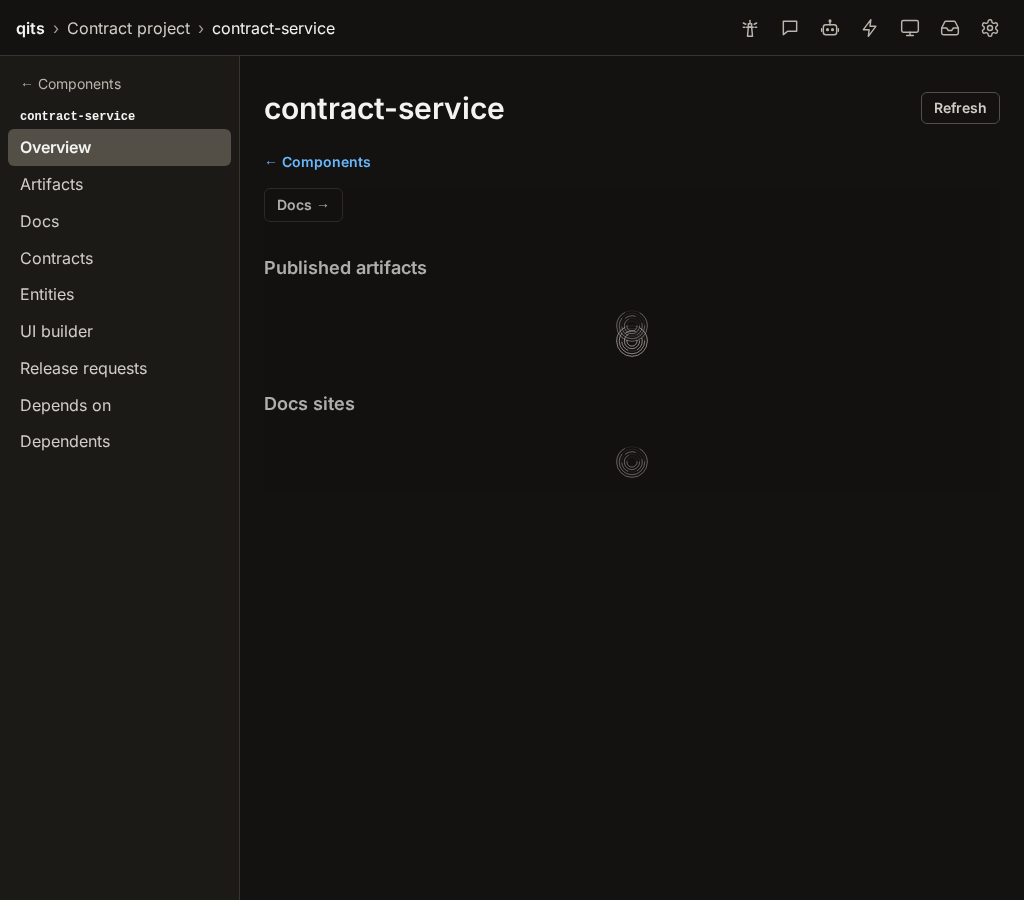 qits › Contract project › contract-service
← Components
contract-service
Overview
Artifacts
Docs
Contracts
Entities
UI builder
Release requests
Depends on
Dependents
contract-service
Refresh
← Components
Docs →
Published artifacts
Docs sites